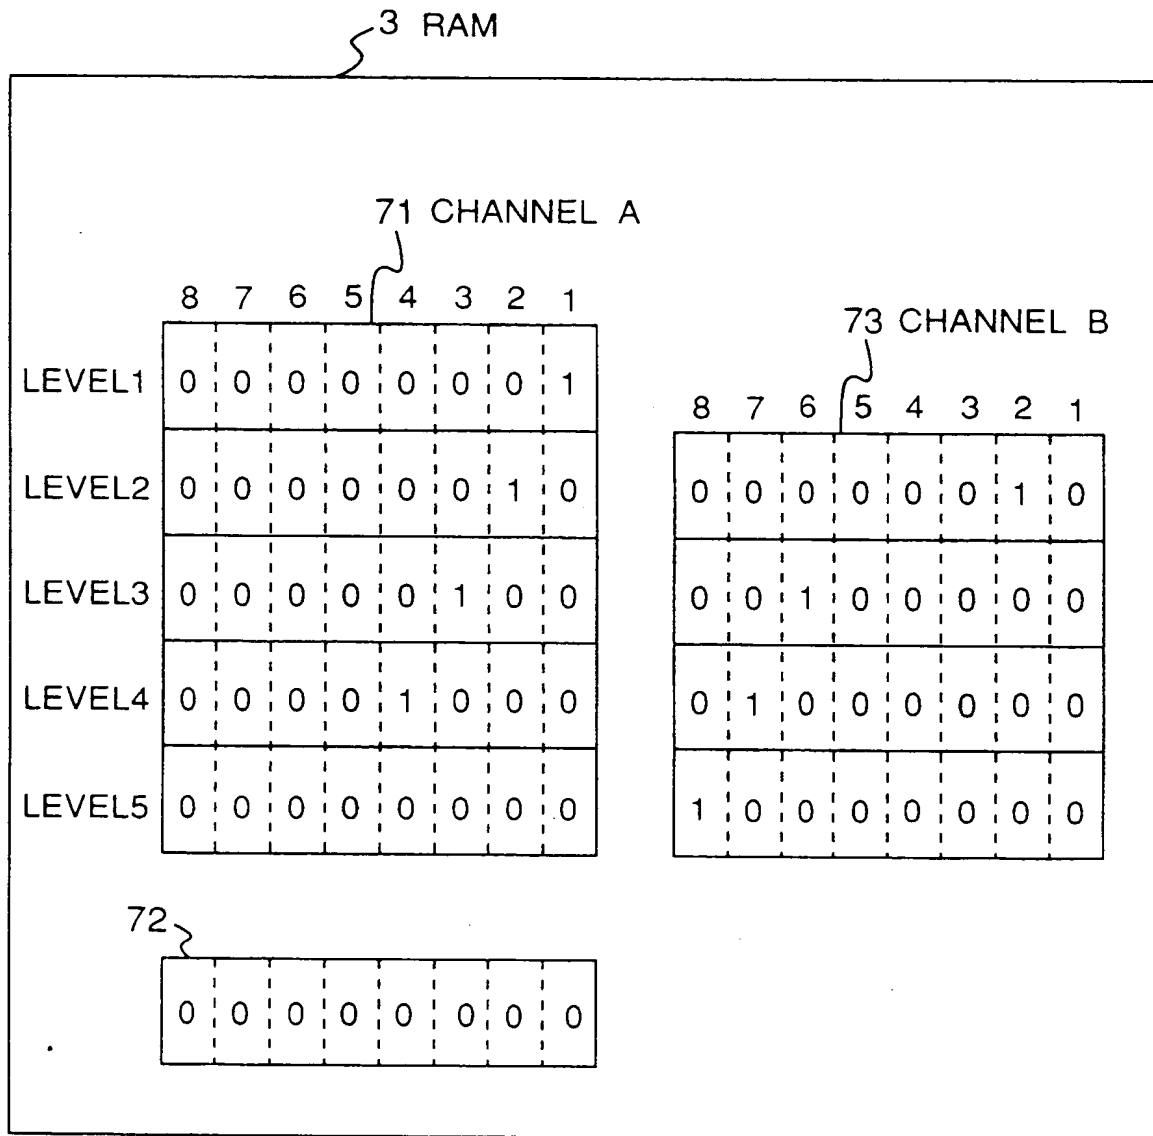 3 RAM
71 CHANNEL A
8 7 6 5 4 3 2 1
73 CHANNEL B
LEVEL1 0 0 0 0 0 0 0 1
8 7 6 5 4 3 2 1
LEVEL2 0 0 0 0 0 0 1 0
0 0 0 0 0 0 1 0
LEVEL3 0 0 0 0 0 1 0 0
0 0 1 0 0 0 0 0
LEVEL4 0 0 0 0 1 0 0 0
0 1 0 0 0 0 0 0
LEVEL5 0 0 0 0 0 0 0 0
1 0 0 0 0 0 0 0
72
0 0 0 0 0 0 0 0